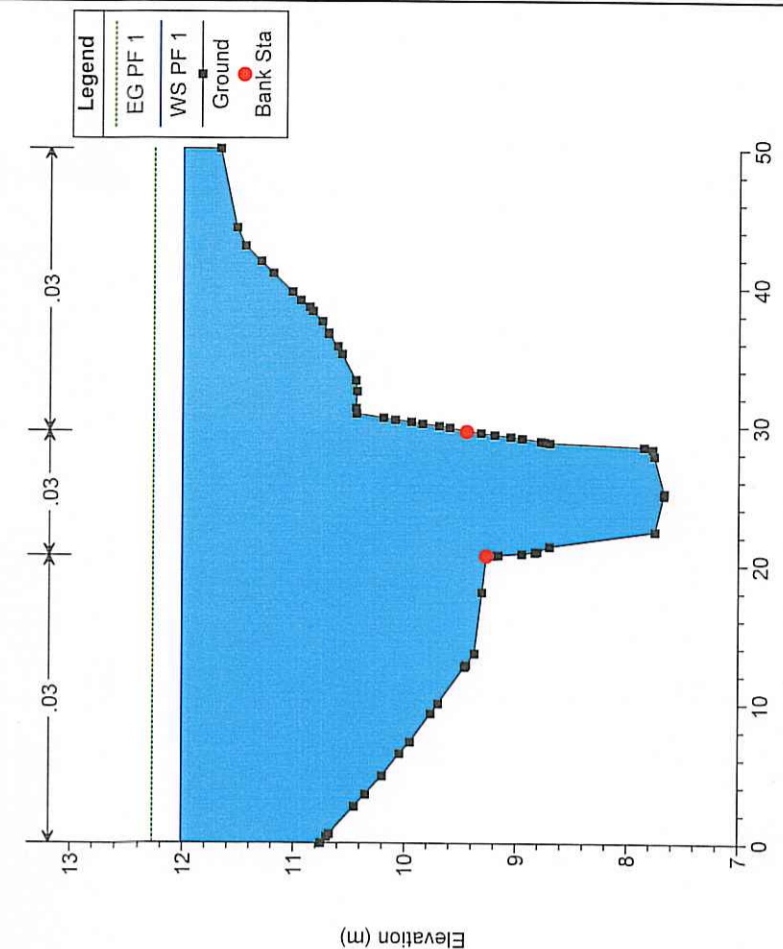 .03
.03
.03
Legend
EG PF 1
WS PF 1
Ground
Bank Sta
13
12
11
10
9
8
7
Elevation (m)
0
10
20
30
40
50